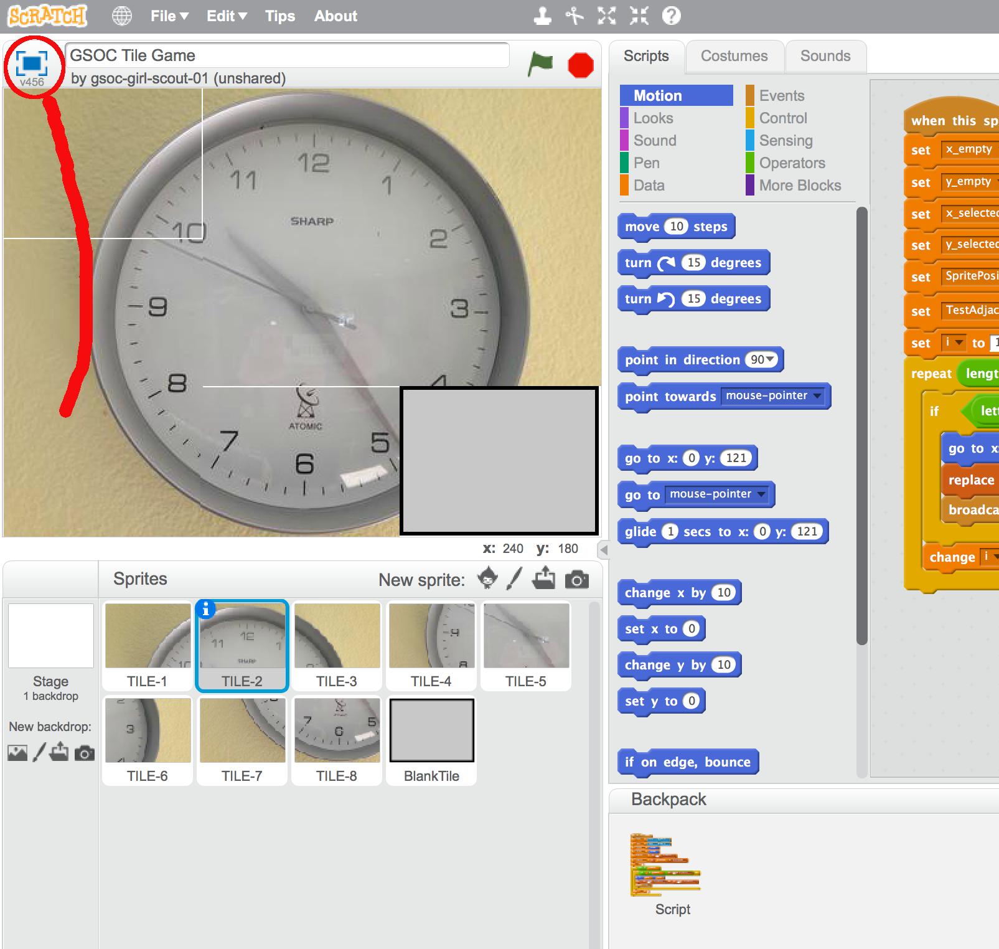 SCRATCH
File ▼ Edit ▼ Tips About
v456
GSOC Tile Game
by gsoc-girl-scout-01 (unshared)
12
11
1
10
SHARP
2
9
3
8
4
ATOMIC
7
5
6
x: 240 y: 180
Sprites
New sprite:
Stage
1 backdrop
New backdrop:
TILE-1
TILE-2
TILE-3
TILE-4
TILE-5
TILE-6
TILE-7
TILE-8
BlankTile
Scripts
Costumes
Sounds
Motion
Looks
Sound
Pen
Data
Events
Control
Sensing
Operators
More Blocks
move 10 steps
turn 15 degrees
turn 15 degrees
point in direction 90▼
point towards mouse-pointer
go to x: 0 y: 121
go to mouse-pointer
glide 1 secs to x: 0 y: 121
change x by 10
set x to 0
change y by 10
set y to 0
if on edge, bounce
when this sp
set x_empty
set y_empty
set x_selected
set y_selected
set SpritePosi
set TestAdjac
set i to 1
repeat lengt
if lett
go to x:
replace
broadca
change i
Backpack
Script